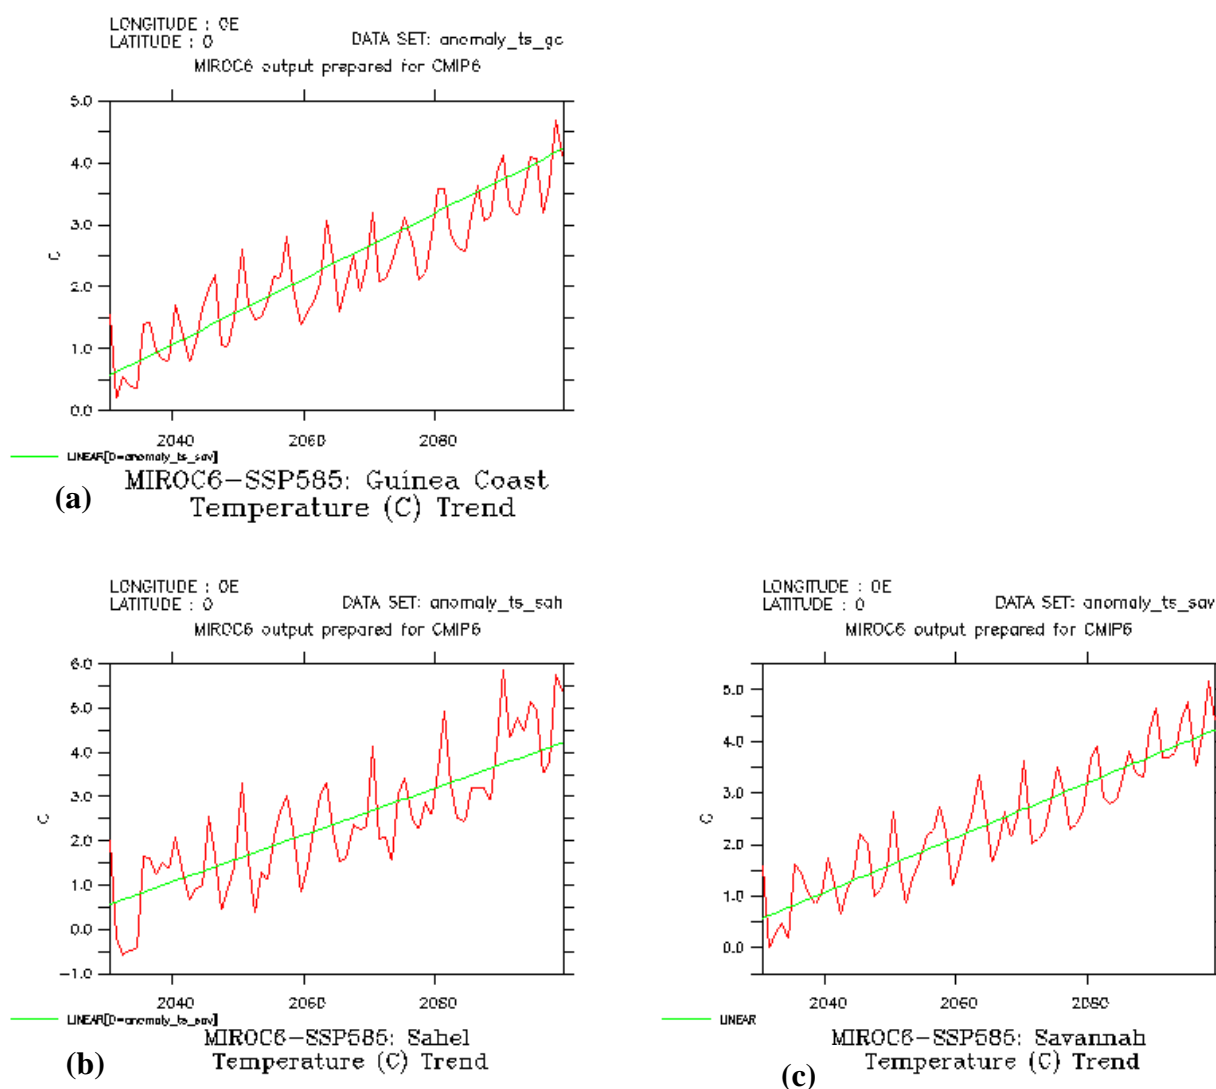 LONGITUDE : 0E
LATITUDE : 0
DATA SET: anomaly_ts_gc
MIROC6 output prepared for CMIP6
5.0
4.0
3.0
2.0
1.0
0.0
C
2040 2060 2080
LINEAR[D=anomaly_ts_sav]
(a)
MIROC6-SSP585: Guinea Coast
Temperature (C) Trend
LONGITUDE : 0E
LATITUDE : 0
DATA SET: anomaly_ts_sah
MIROC6 output prepared for CMIP6
6.0
5.0
4.0
3.0
2.0
1.0
0.0
-1.0
C
2040 2060 2080
LINEAR[D=anomaly_ts_sav]
(b)
MIROC6-SSP585: Sahel
Temperature (C) Trend
LONGITUDE : 0E
LATITUDE : 0
DATA SET: anomaly_ts_sav
MIROC6 output prepared for CMIP6
5.0
4.0
3.0
2.0
1.0
0.0
C
2040 2060 2080
LINEAR
MIROC6-SSP585: Savannah
Temperature (C) Trend
(c)